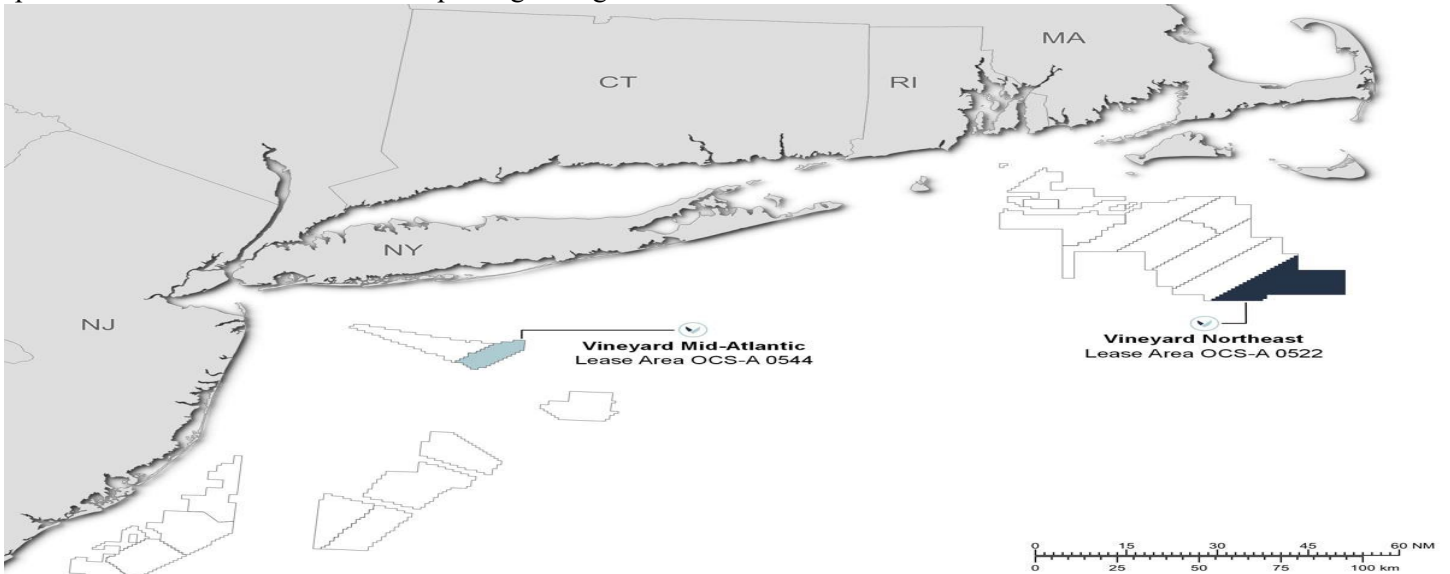 MA
CT
RI
NY
NJ
Vineyard Mid-Atlantic
Lease Area OCS-A 0544
Vineyard Northeast
Lease Area OCS-A 0522
0 15 30 45 60 NM
0 25 50 75 100 km